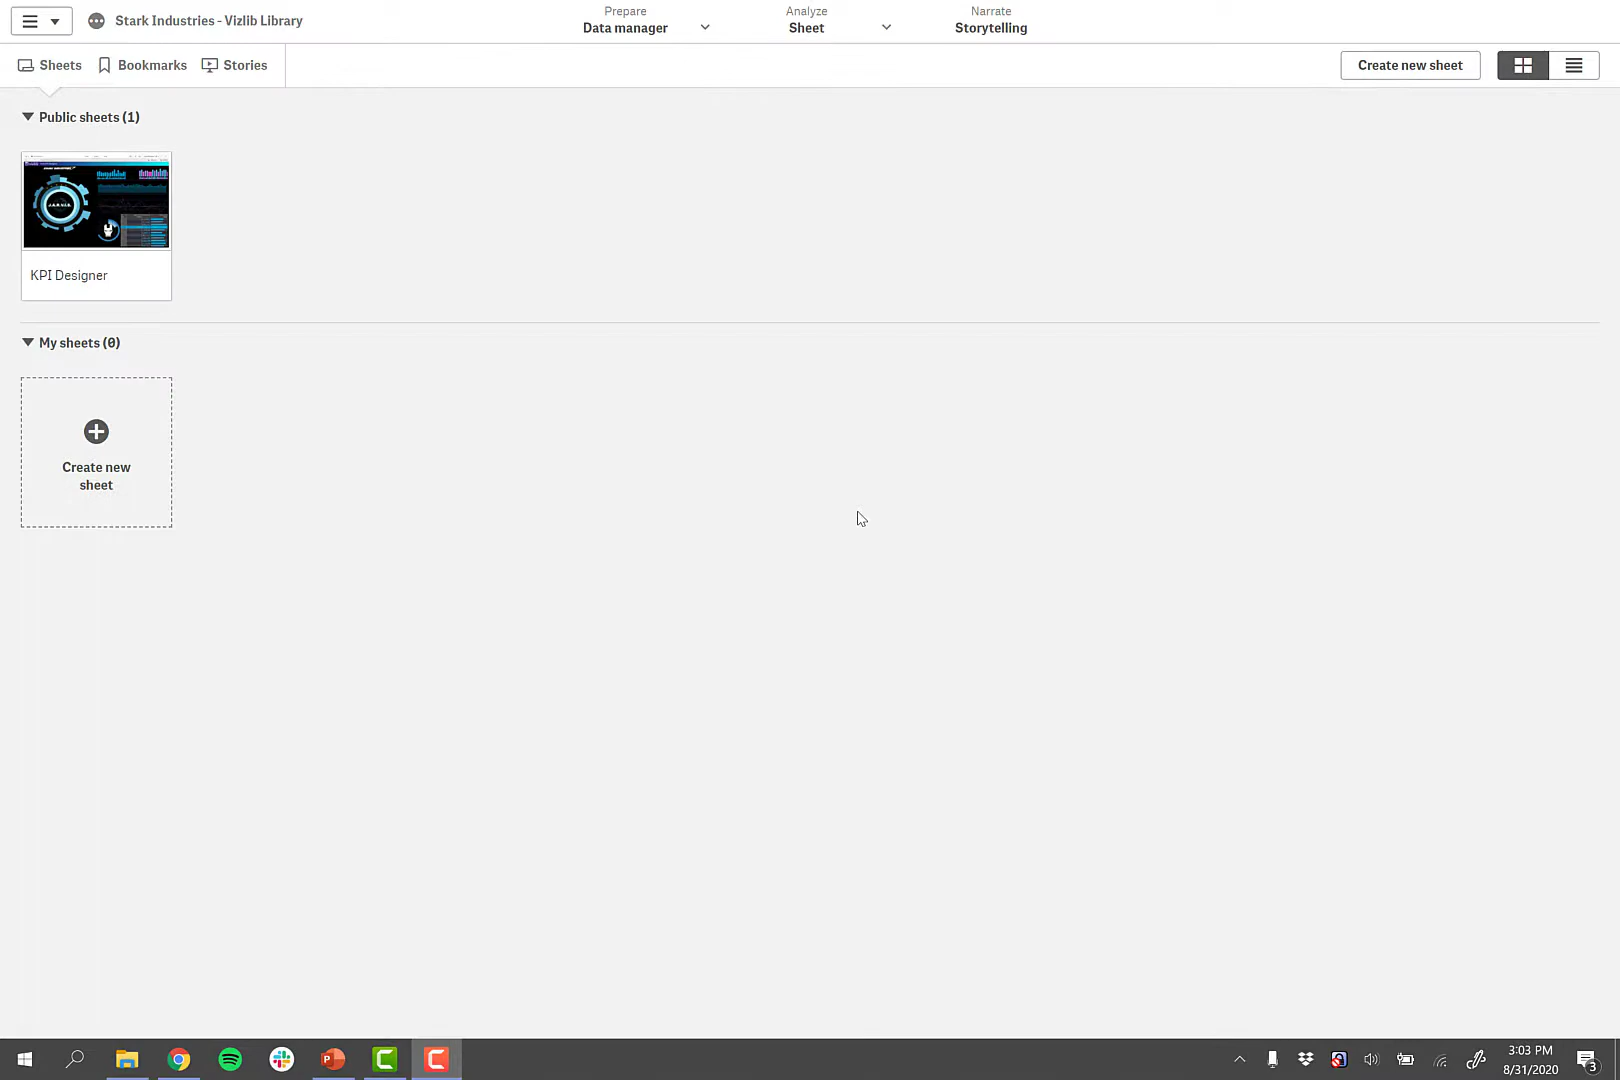 Stark Industries - Vizlib Library
Prepare
Data manager
Analyze
Sheet
Narrate
Storytelling
Sheets
Bookmarks
Stories
Create new sheet
Public sheets (1)
J.A.R.V.I.S.
KPI Designer
My sheets (0)
Create new
sheet
3:03 PM
8/31/2020
3